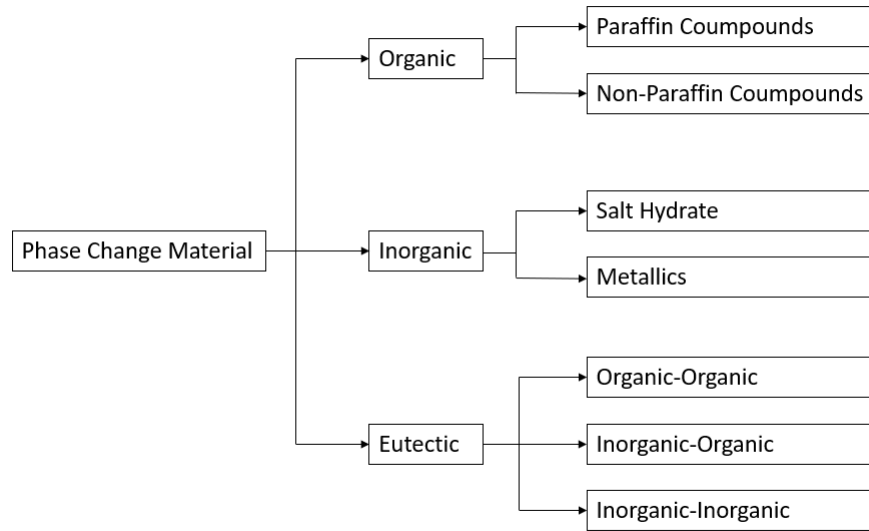 Paraffin Coumpounds
Organic
Non-Paraffin Coumpounds
Salt Hydrate
Phase Change Material
Inorganic
Metallics
Organic-Organic
Eutectic
Inorganic-Organic
Inorganic-Inorganic